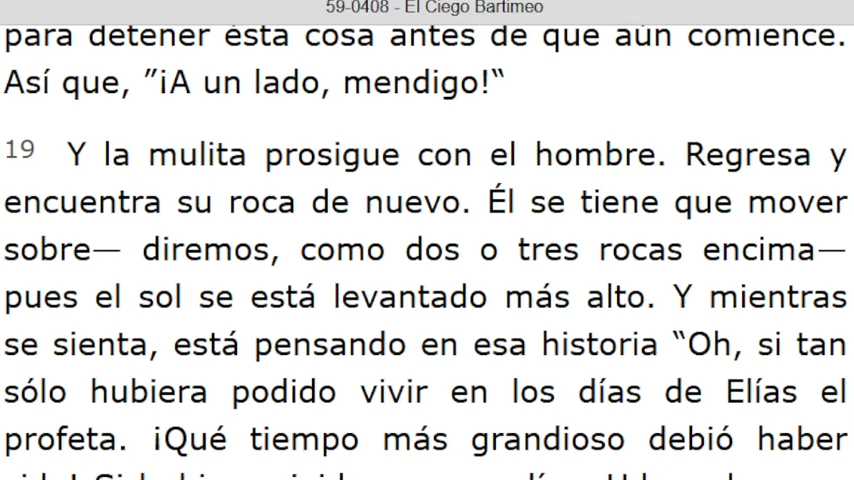 59-0408 - El Ciego Bartimeo
para detener ésta cosa antes de que aún comience.
Así que, ”¡A un lado, mendigo!“
19 Y la mulita prosigue con el hombre. Regresa y
encuentra su roca de nuevo. Él se tiene que mover
sobre— diremos, como dos o tres rocas encima—
pues el sol se está levantado más alto. Y mientras
se sienta, está pensando en esa historia “Oh, si tan
sólo hubiera podido vivir en los días de Elías el
profeta. ¡Qué tiempo más grandioso debió haber